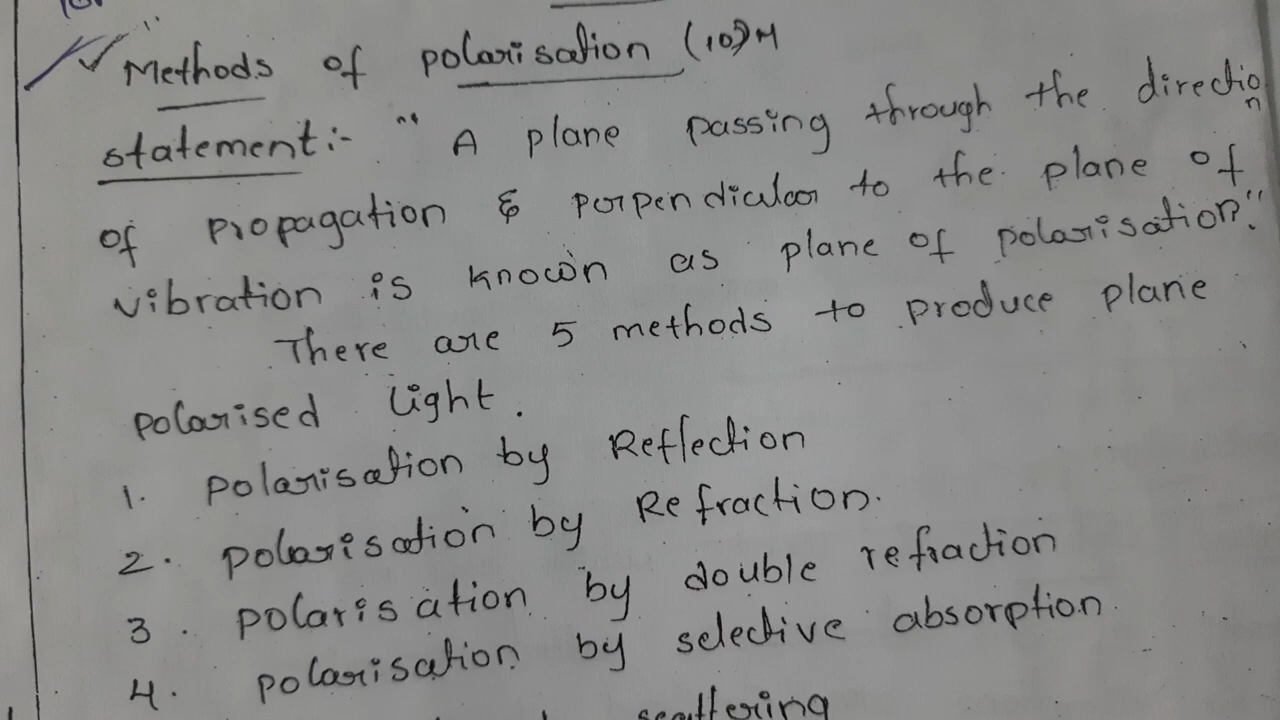 Methods of polarisation (10)M
statement:- " A plane passing through the direction
of propagation & perpendicular to the plane of
vibration is known as plane of polarisation."
There are 5 methods to produce plane
polarised light.
1. polarisation by Reflection
2. polarisation by Refraction.
3. polarisation by double refraction
4. polarisation by selective absorption
scattering